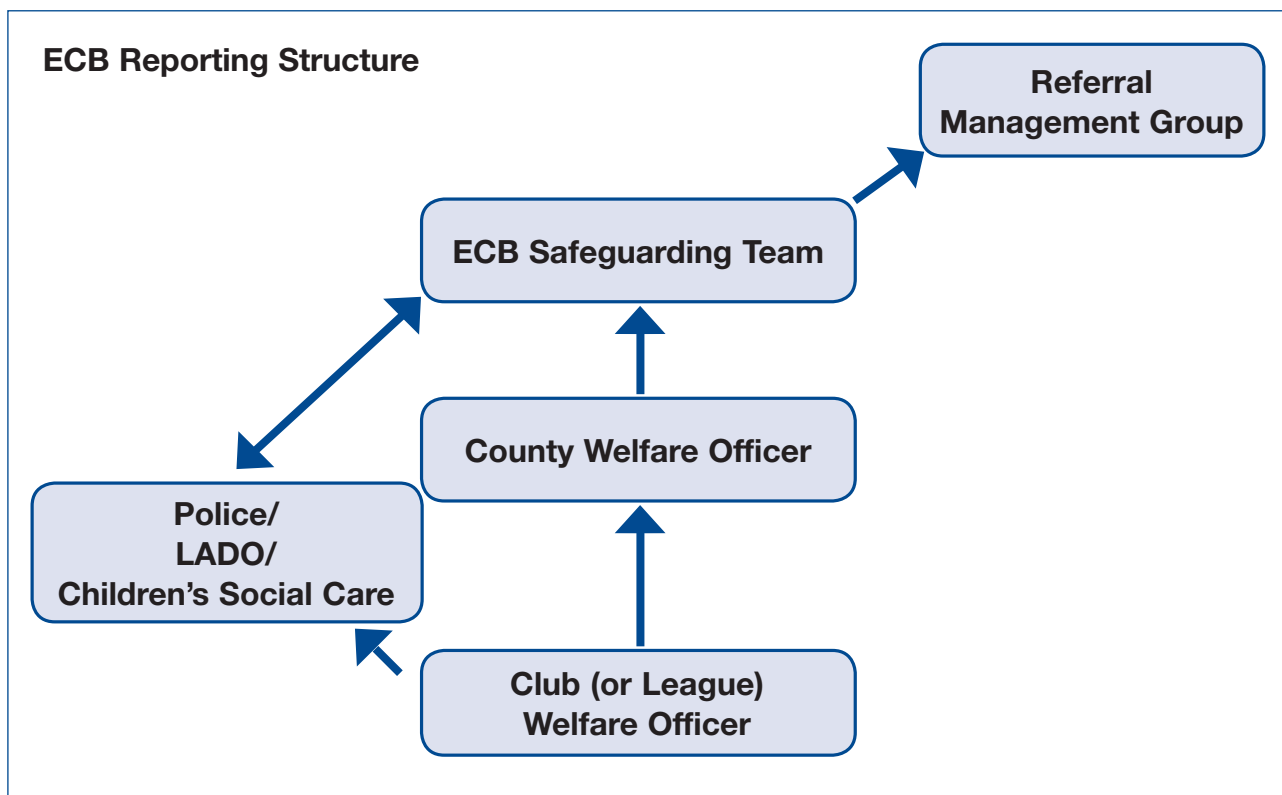 ECB Reporting Structure
Referral
Management Group
ECB Safeguarding Team
County Welfare Officer
Police/
LADO/
Children’s Social Care
Club (or League)
Welfare Officer